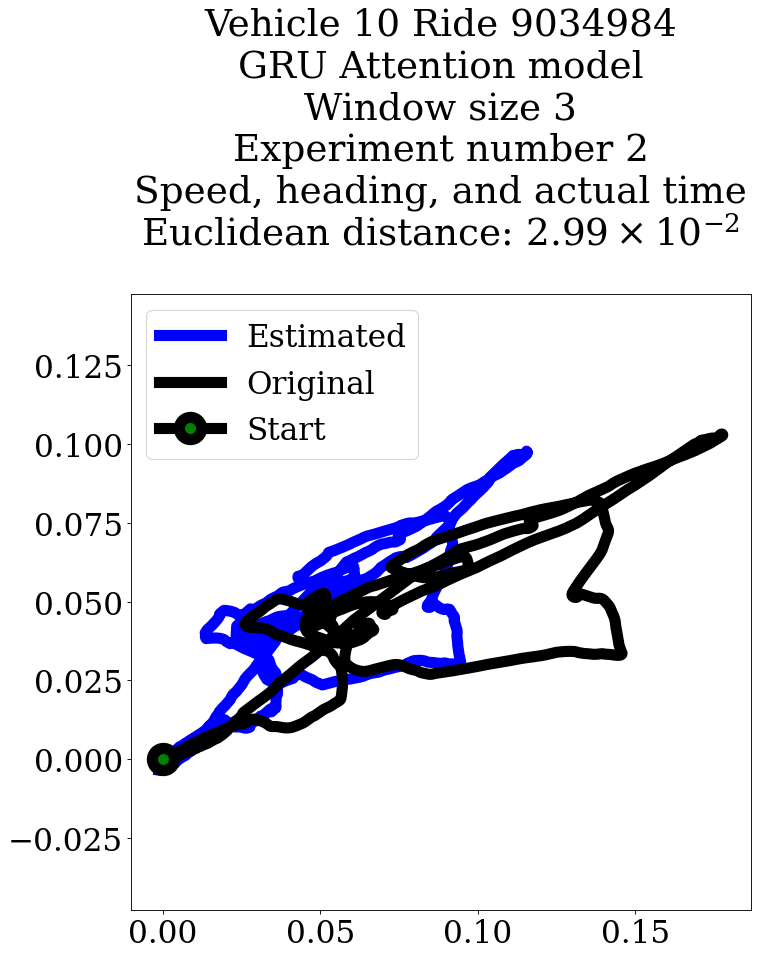 Vehicle 10 Ride 9034984
GRU Attention model
Window size 3
Experiment number 2
Speed, heading, and actual time
Euclidean distance: 2.99 × 10⁻²
Estimated
Original
Start
0.125
0.100
0.075
0.050
0.025
0.000
−0.025
0.00 0.05 0.10 0.15